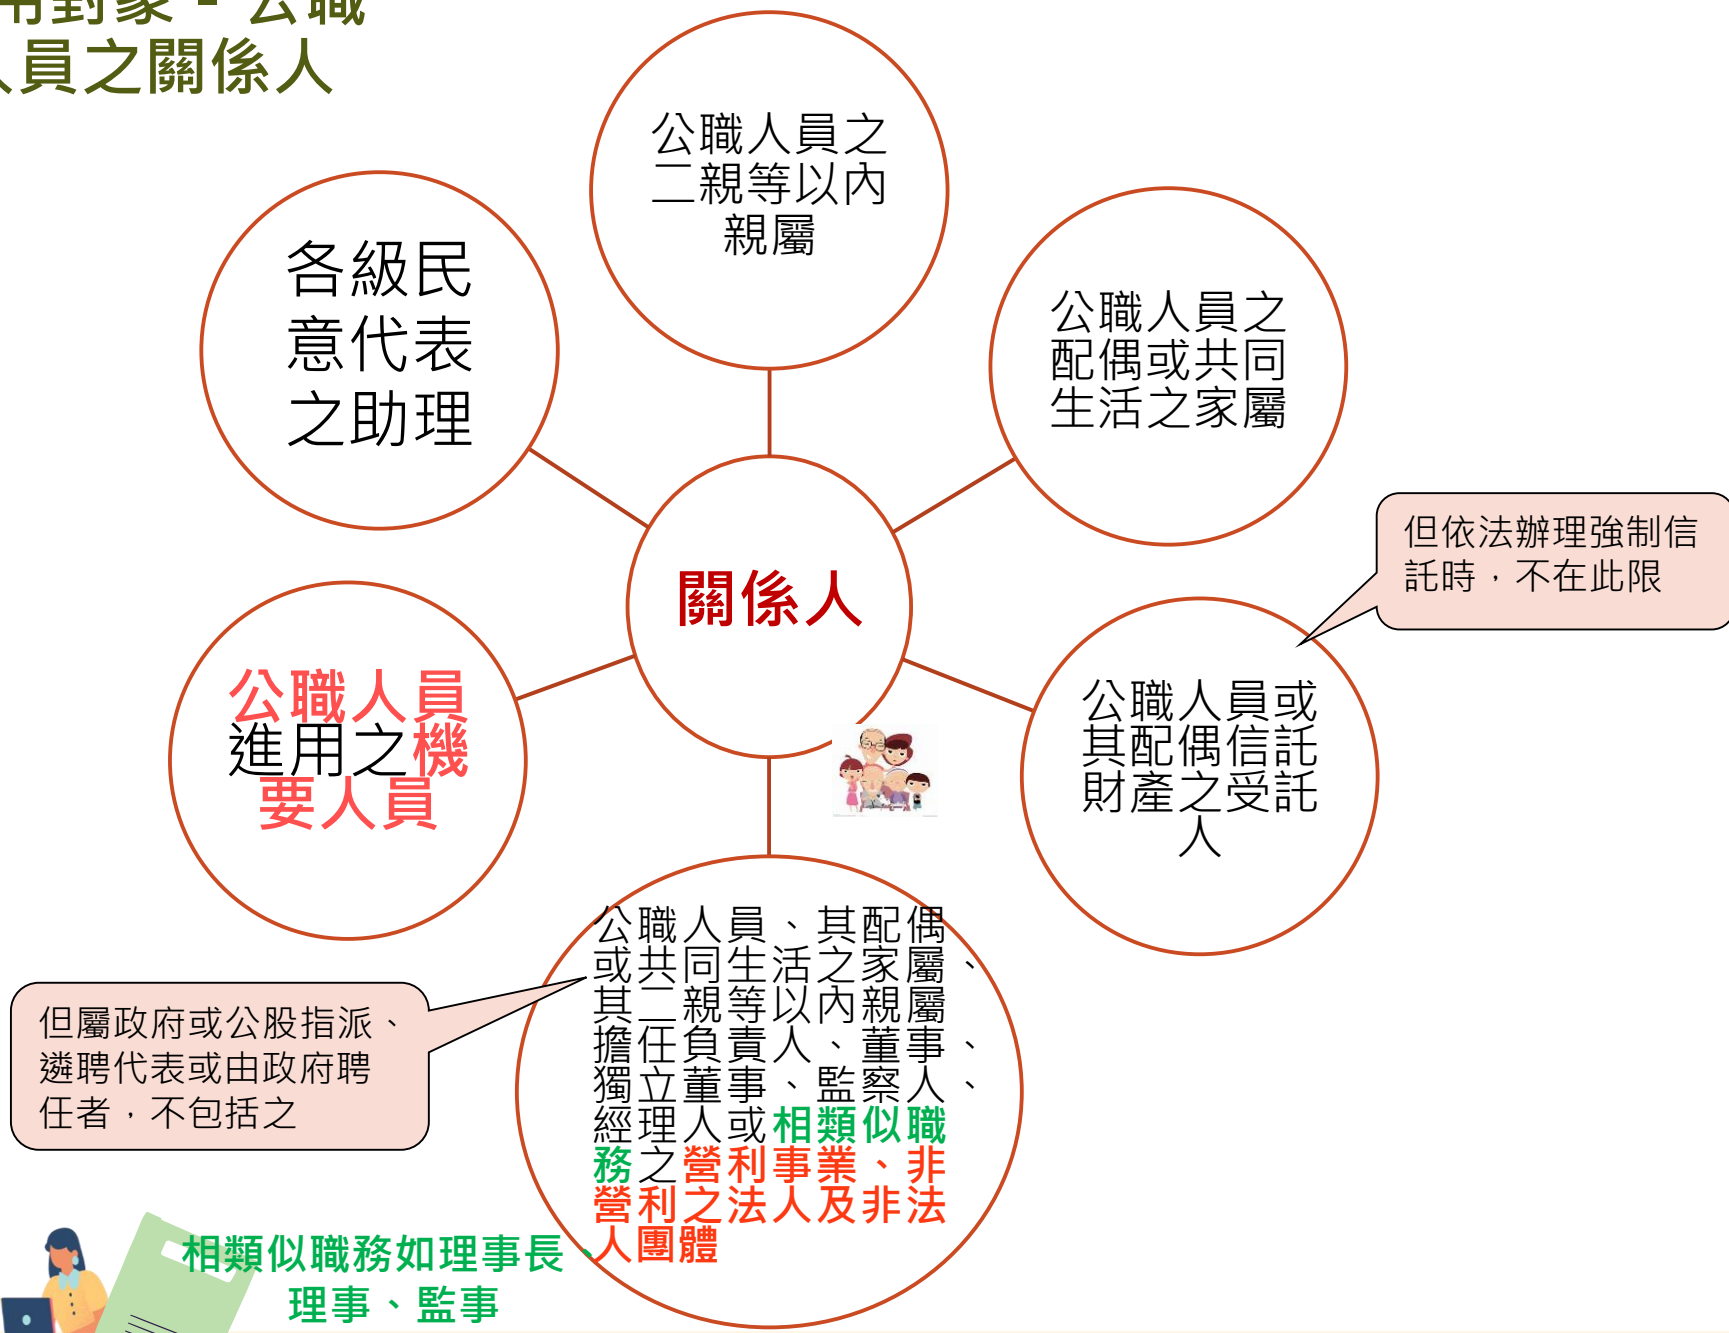 用對象 - 公職
人員之關係人
公職人員之
二親等以內
親屬
公職人員之
配偶或共同
生活之家屬
但依法辦理強制信
託時，不在此限
公職人員或
其配偶信託
財產之受託
人
公職人員、其配偶
或共同生活之家屬、
其二親等以內親屬
擔任負責人、董事、
獨立董事、監察人、
經理人或相類似職
務之營利事業、非
營利之法人及非法
人團體
但屬政府或公股指派、
遴聘代表或由政府聘
任者，不包括之
相類似職務如理事長、
理事、監事
公職人員
進用之機
要人員
各級民
意代表
之助理
關係人